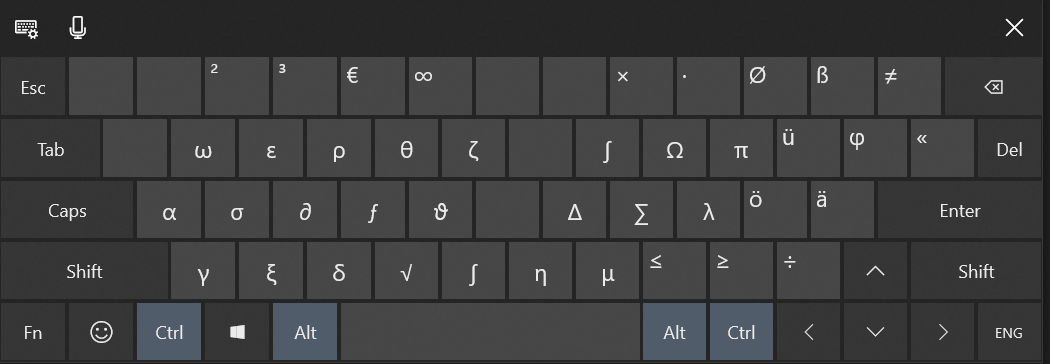 Esc ² ³ € ∞ × · Ø ß ≠
Tab ω ε ρ θ ζ ∫ Ω π ü φ « Del
Caps α σ ∂ ƒ ϑ Δ ∑ λ ö ä Enter
Shift γ ξ δ √ ∫ η μ ≤ ≥ ÷ Shift
Fn Ctrl Alt Alt Ctrl ENG